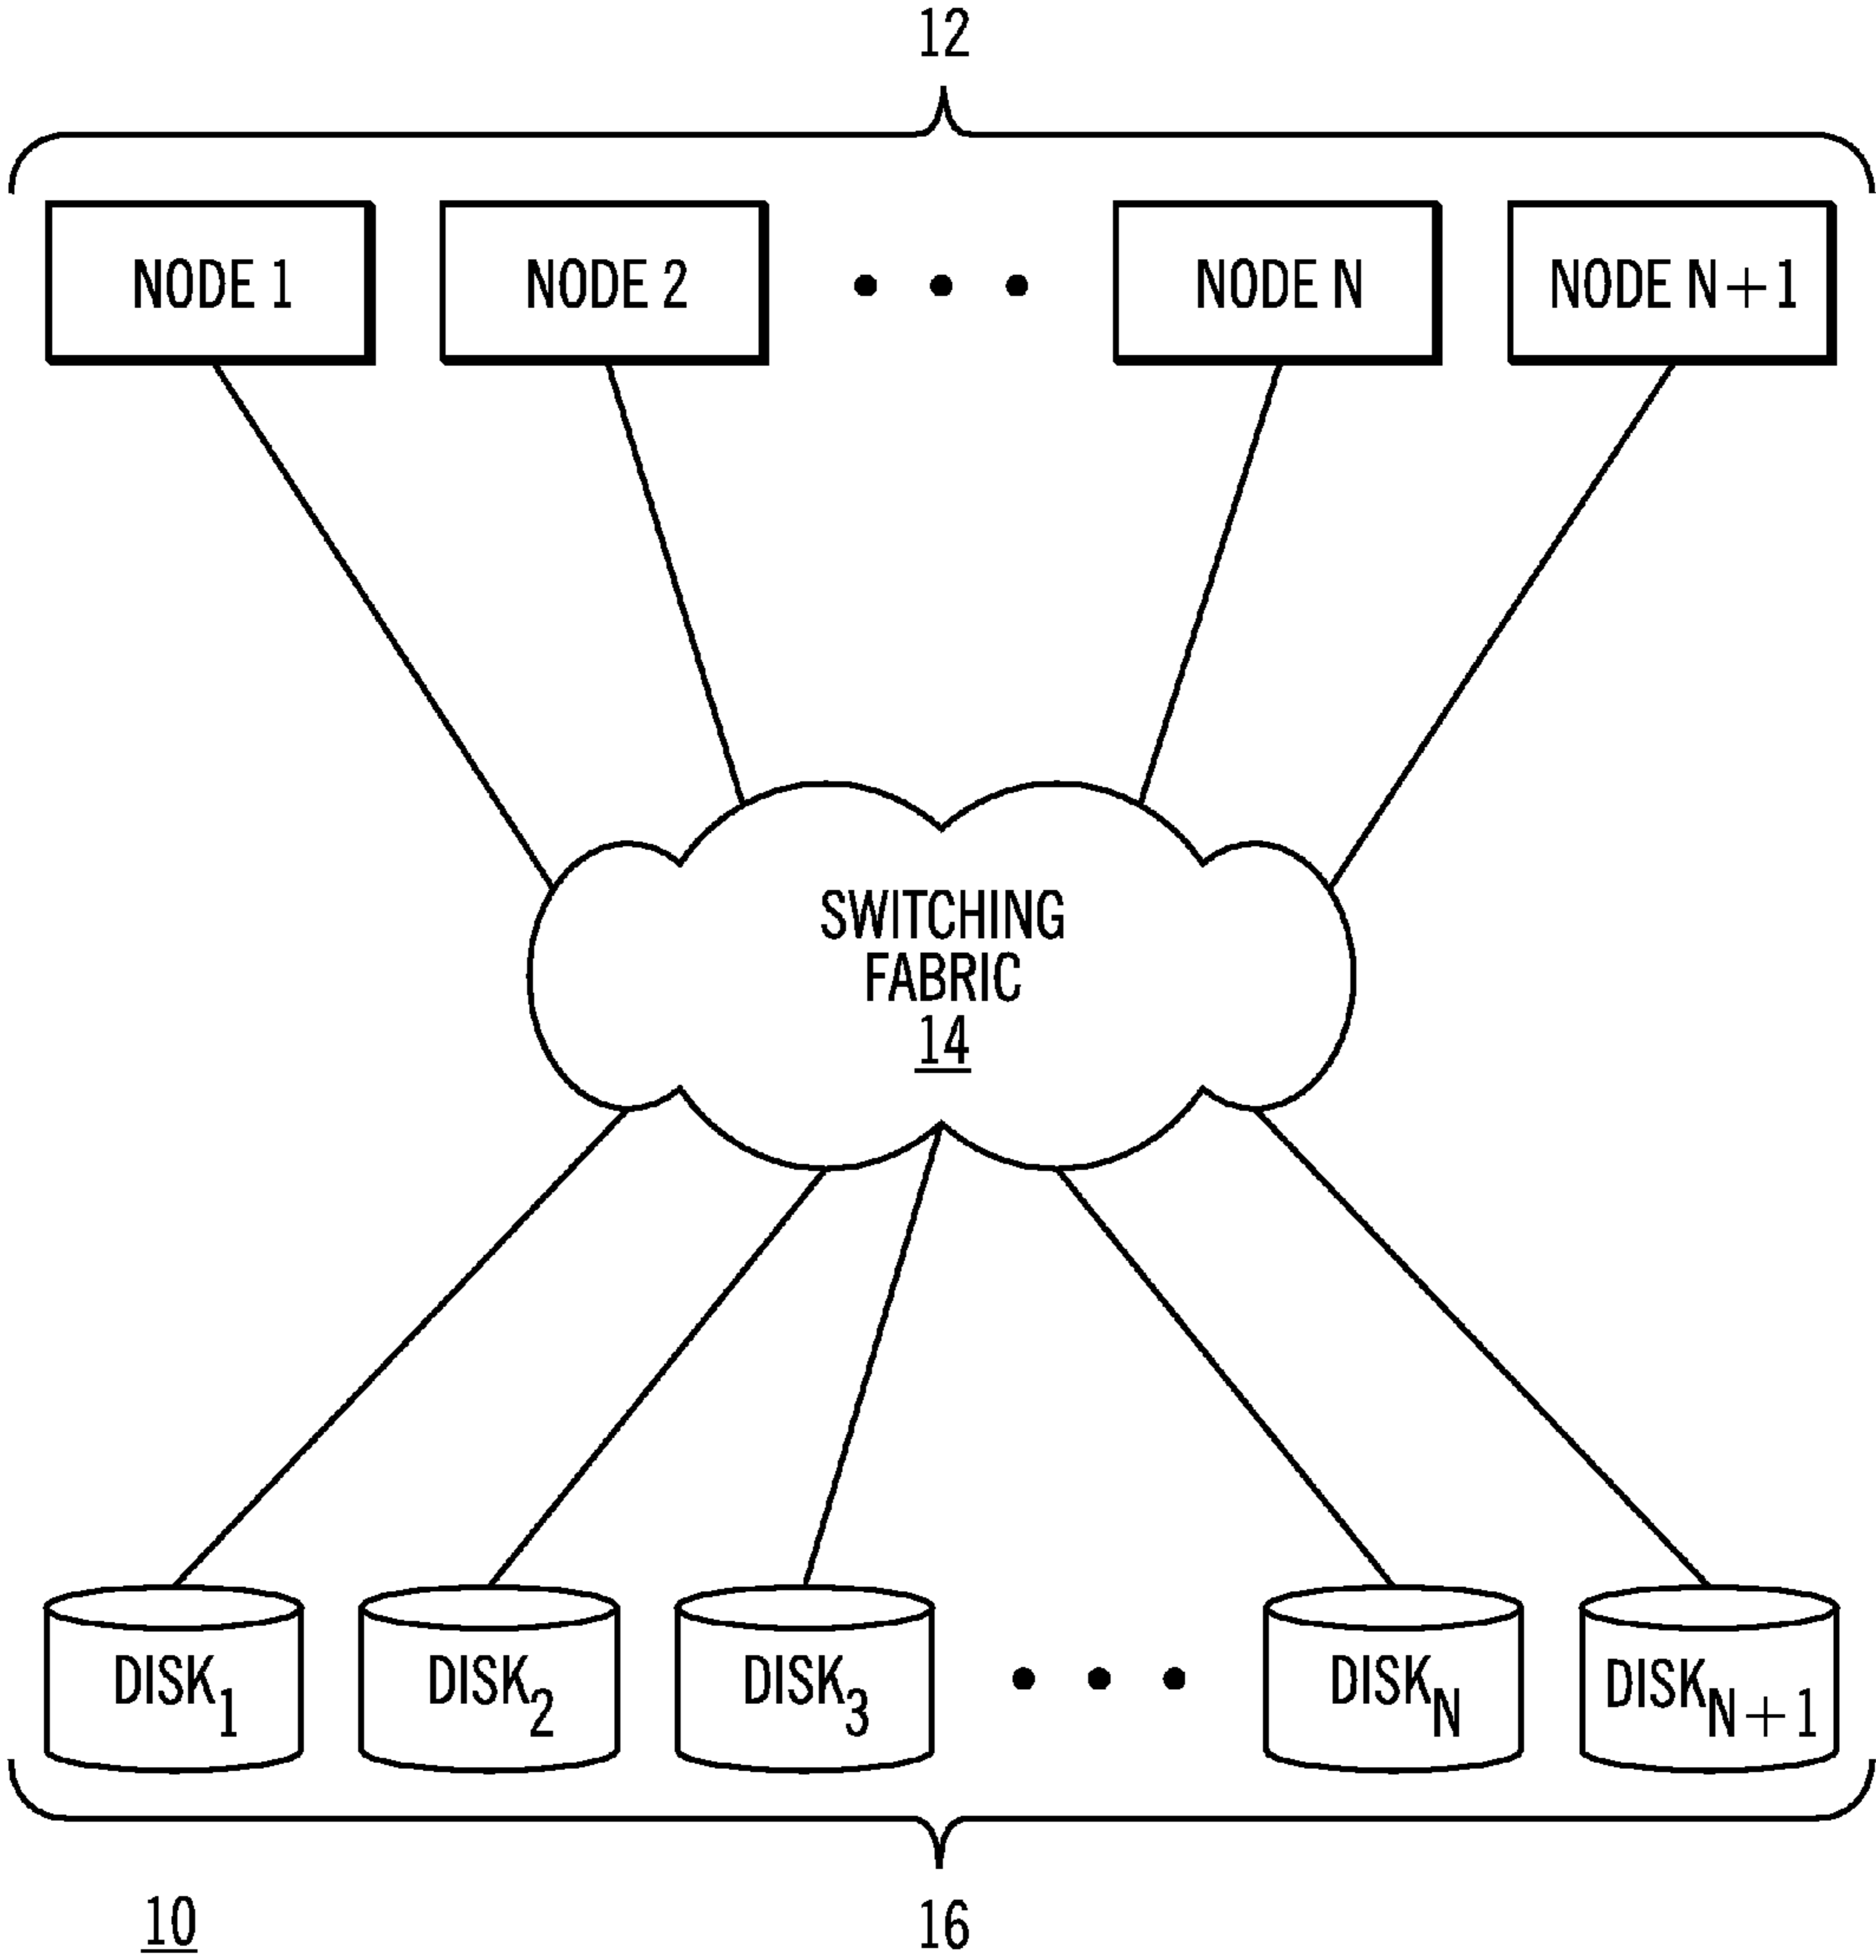 12
NODE 1
NODE 2
NODE N
NODE N+1
SWITCHING
FABRIC
14
DISK1
DISK2
DISK3
DISKN
DISKN+1
10
16